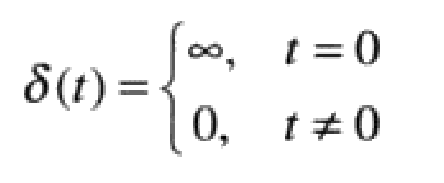 δ(t) = { ∞, t = 0
0, t ≠ 0